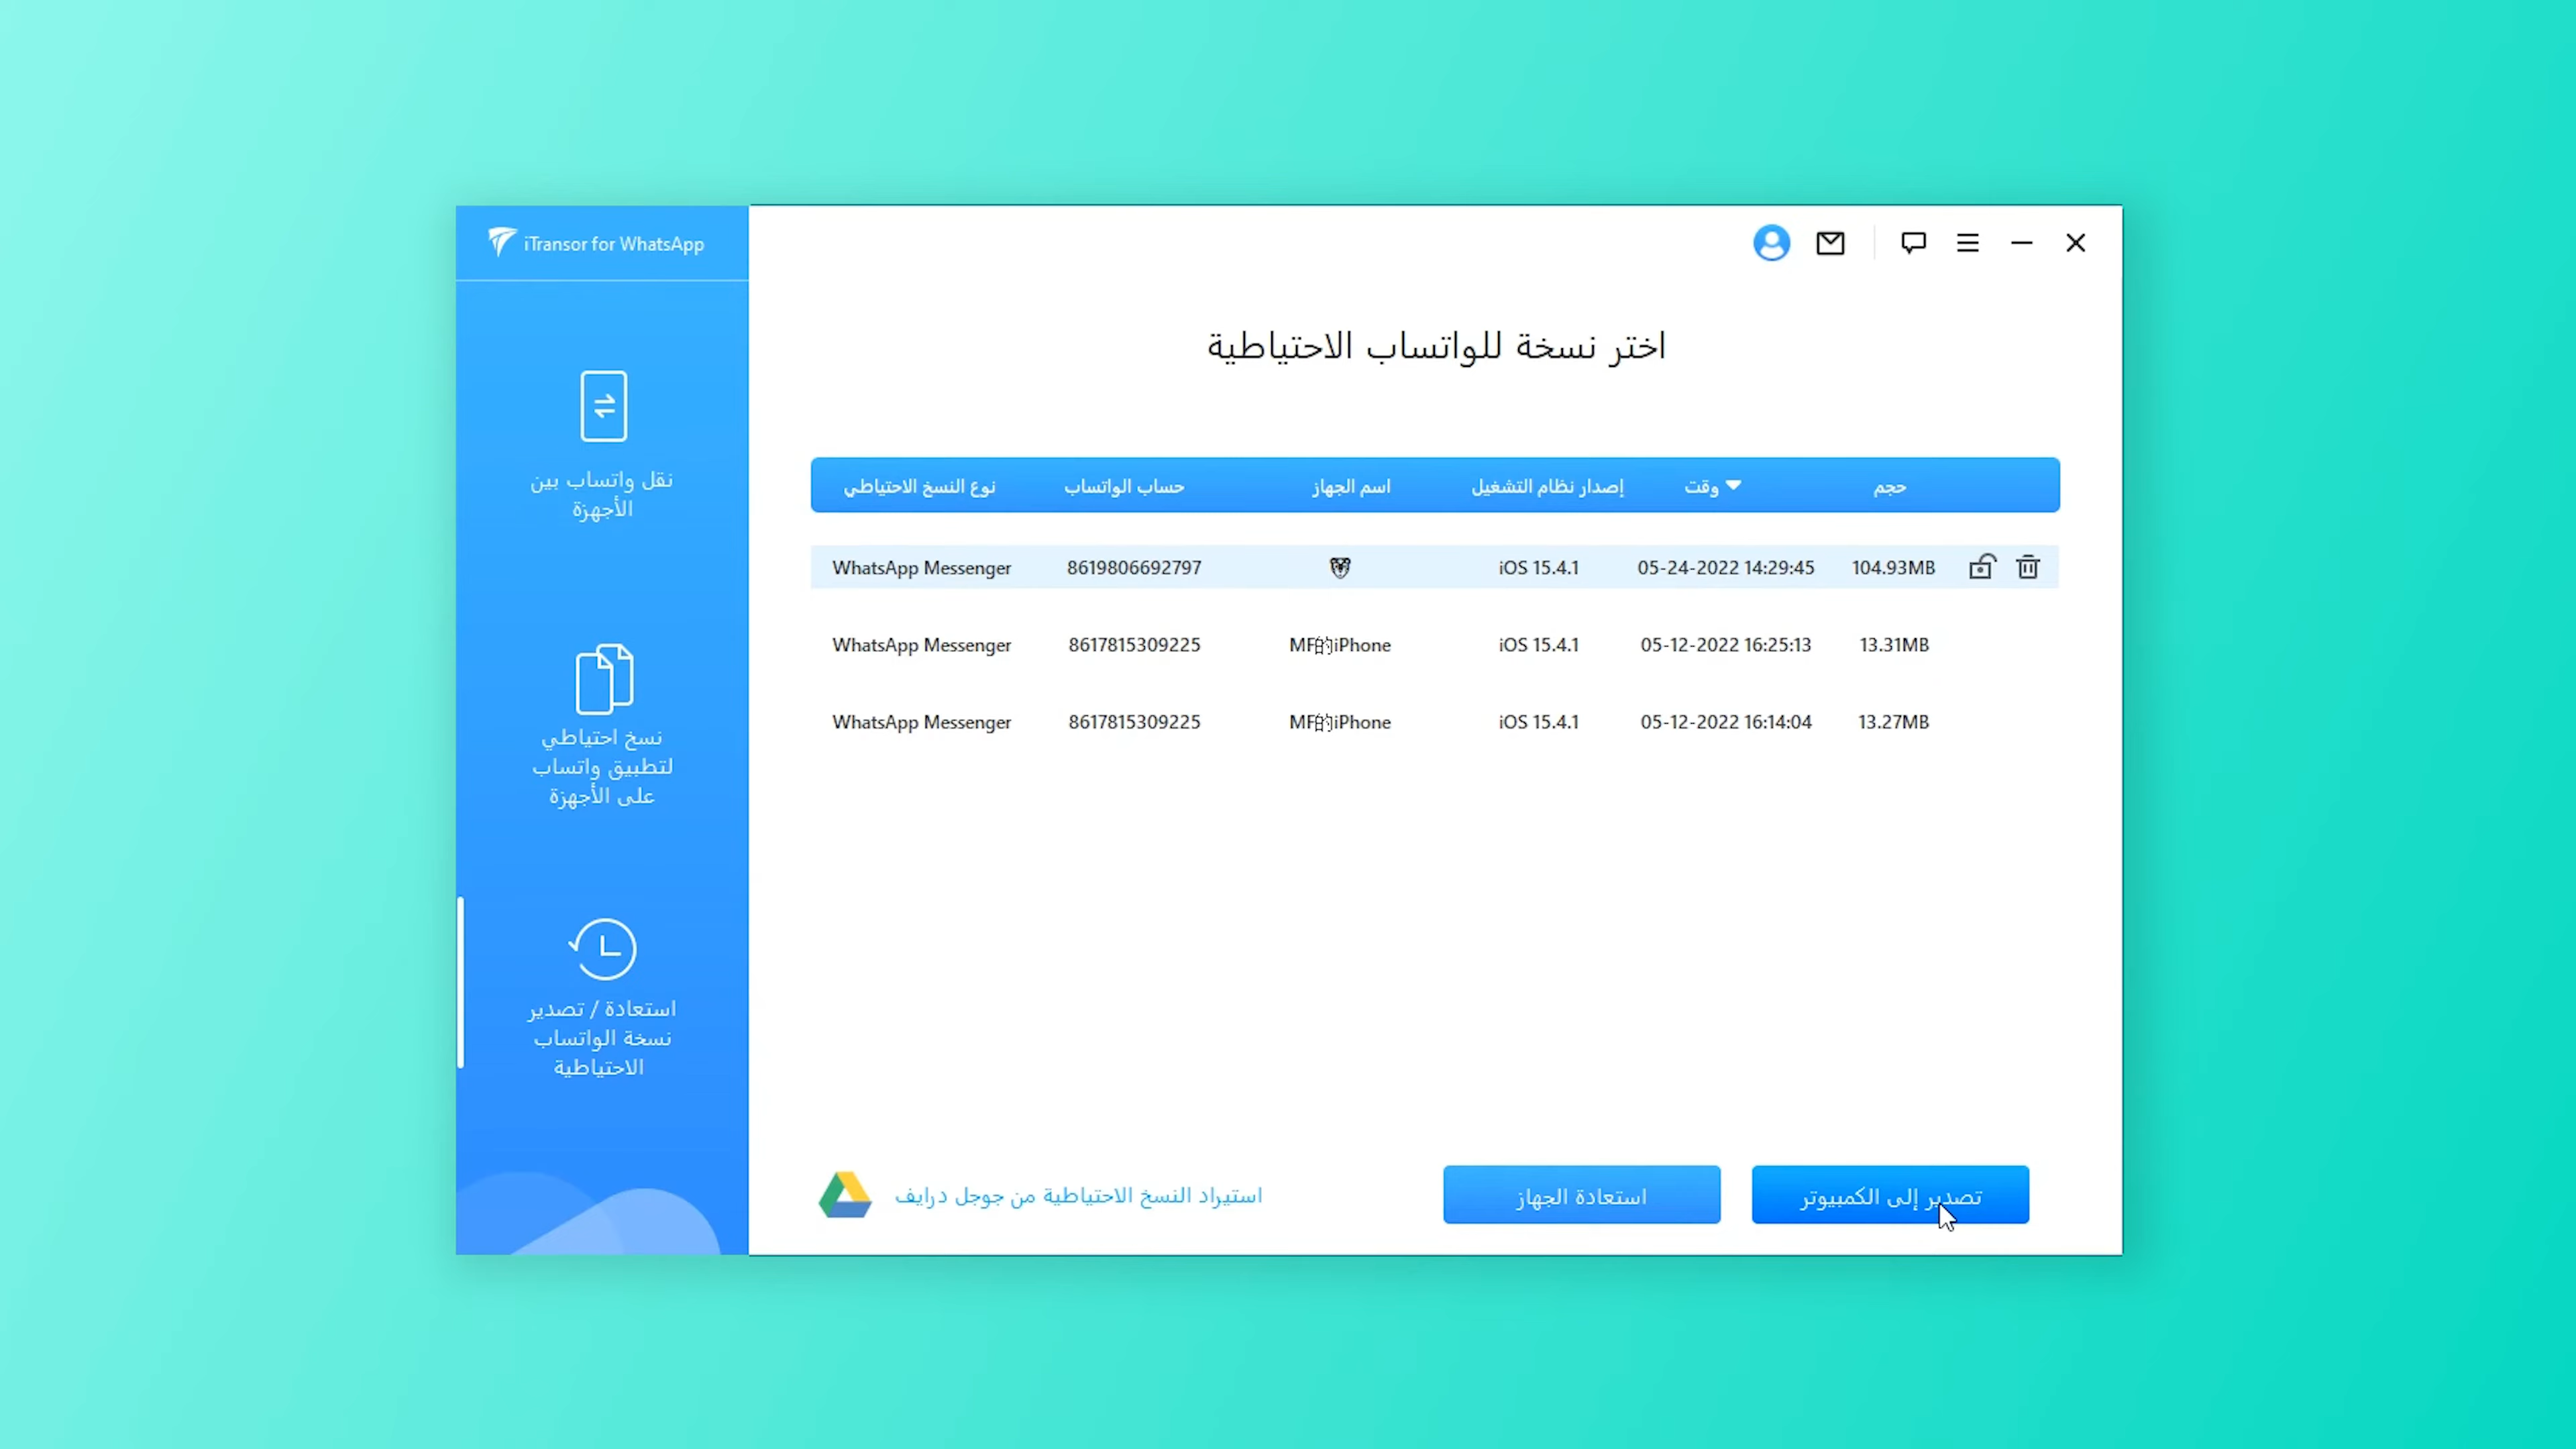 iTransor for WhatsApp
نقل واتساب بين
الأجهزة
نسخ احتياطي
لتطبيق واتساب
على الأجهزة
استعادة / تصدير
نسخة الواتساب
الاحتياطية
اختر نسخة للواتساب الاحتياطية
نوع النسخ الاحتياطي حساب الواتساب اسم الجهاز إصدار نظام التشغيل وقت حجم
WhatsApp Messenger 8619806692797 🐻 iOS 15.4.1 05-24-2022 14:29:45 104.93MB
WhatsApp Messenger 8617815309225 MF的iPhone iOS 15.4.1 05-12-2022 16:25:13 13.31MB
WhatsApp Messenger 8617815309225 MF的iPhone iOS 15.4.1 05-12-2022 16:14:04 13.27MB
استيراد النسخ الاحتياطية من جوجل درايف
استعادة الجهاز
تصدير إلى الكمبيوتر